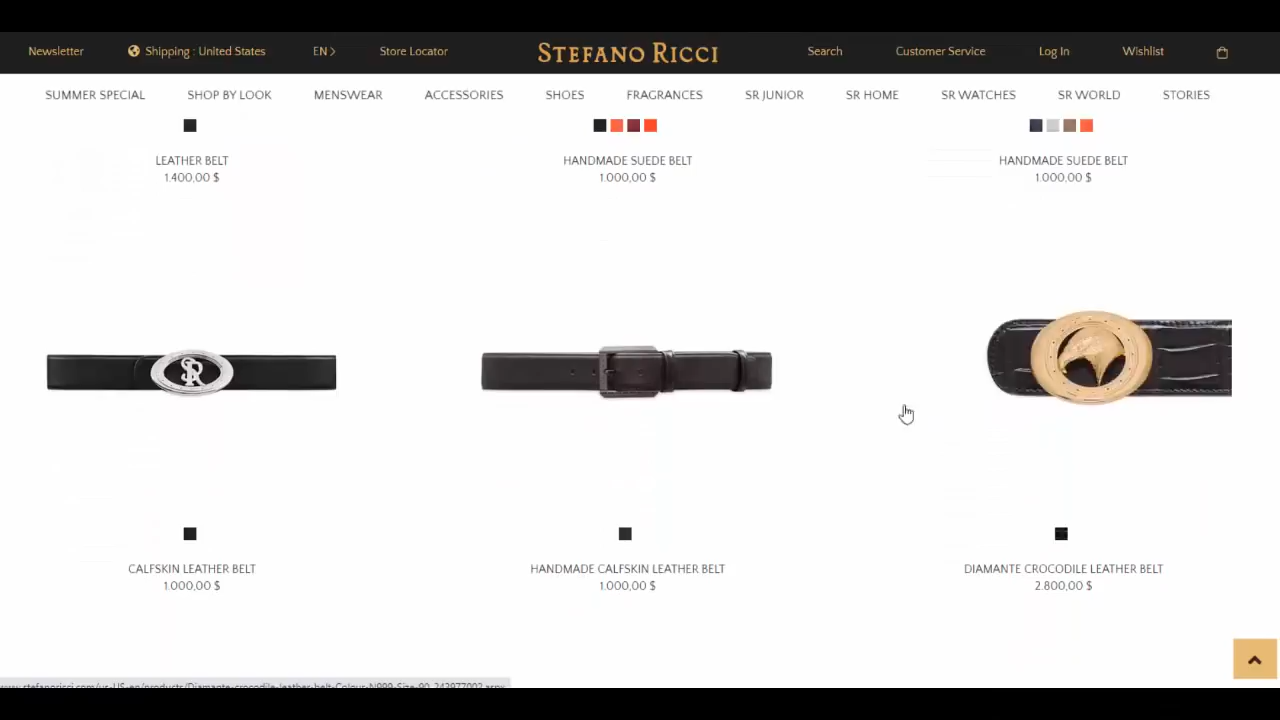 Newsletter Shipping : United States EN Store Locator STEFANO RICCI Search Customer Service Log In Wishlist
SUMMER SPECIAL SHOP BY LOOK MENSWEAR ACCESSORIES SHOES FRAGRANCES SR JUNIOR SR HOME SR WATCHES SR WORLD STORIES
LEATHER BELT HANDMADE SUEDE BELT HANDMADE SUEDE BELT
1.400,00 $ 1.000,00 $ 1.000,00 $
SR
CALFSKIN LEATHER BELT HANDMADE CALFSKIN LEATHER BELT DIAMANTE CROCODILE LEATHER BELT
1.000,00 $ 1.000,00 $ 2.800,00 $